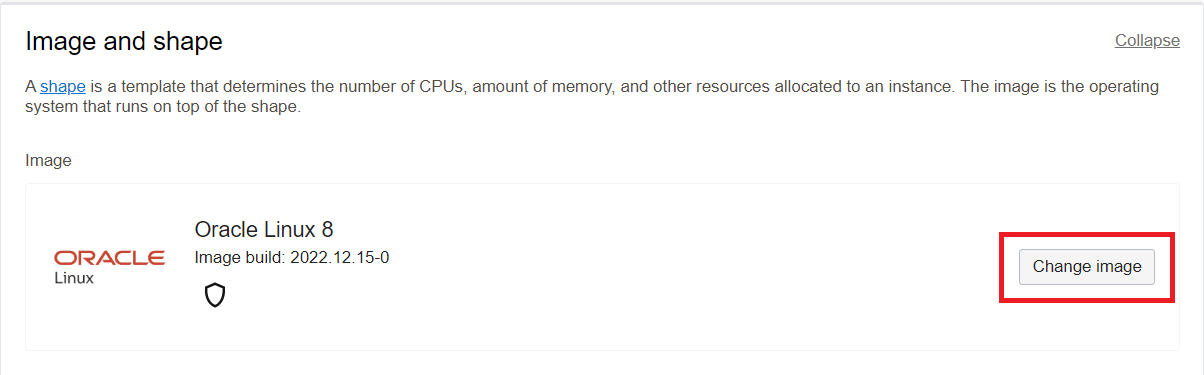 Image and shape
Collapse
A shape is a template that determines the number of CPUs, amount of memory, and other resources allocated to an instance. The image is the operating
system that runs on top of the shape.
Image
Oracle Linux 8
ORACLE
Linux
Image build: 2022.12.15-0
Change image